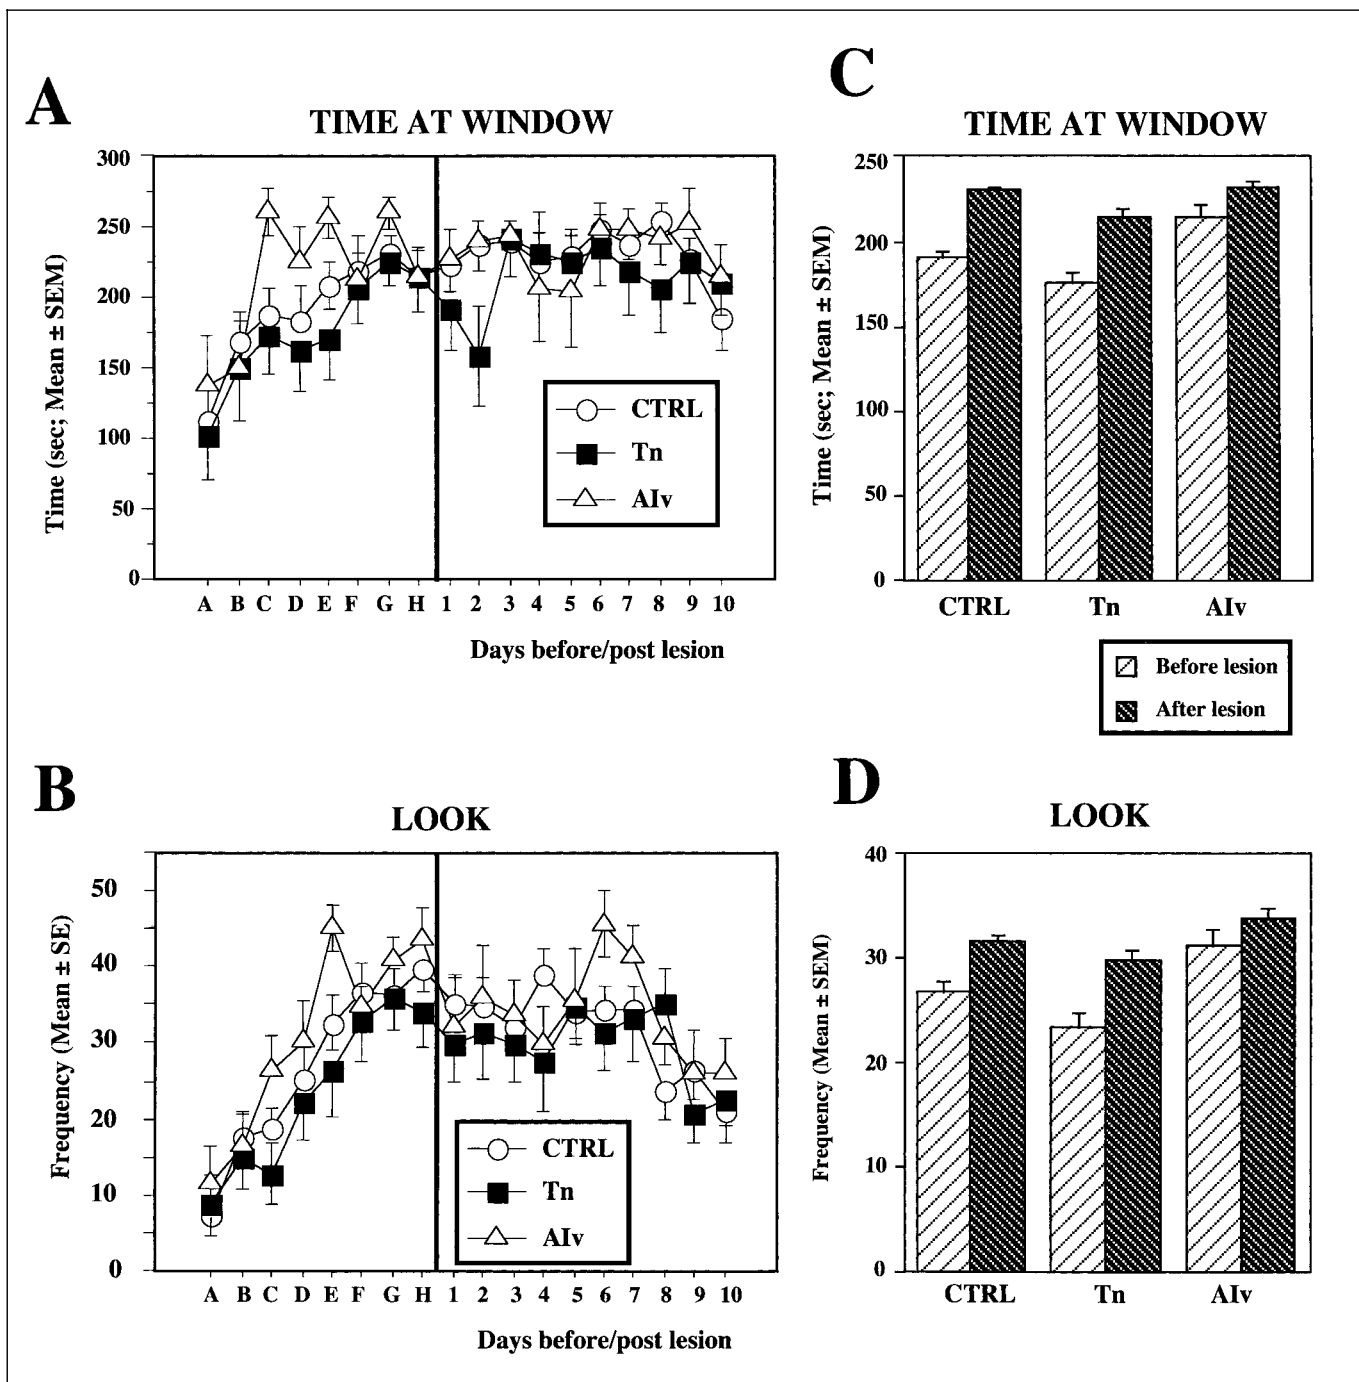 A
TIME AT WINDOW
Time (sec; Mean ± SEM)
300
250
200
150
100
50
0
A B C D E F G H 1 2 3 4 5 6 7 8 9 10
Days before/post lesion
CTRL
Tn
AIv
C
TIME AT WINDOW
Time (sec; Mean ± SEM)
250
200
150
100
50
0
CTRL Tn AIv
Before lesion
After lesion
B
LOOK
Frequency (Mean ± SE)
50
40
30
20
10
0
A B C D E F G H 1 2 3 4 5 6 7 8 9 10
Days before/post lesion
CTRL
Tn
AIv
D
LOOK
Frequency (Mean ± SEM)
40
30
20
10
0
CTRL Tn AIv